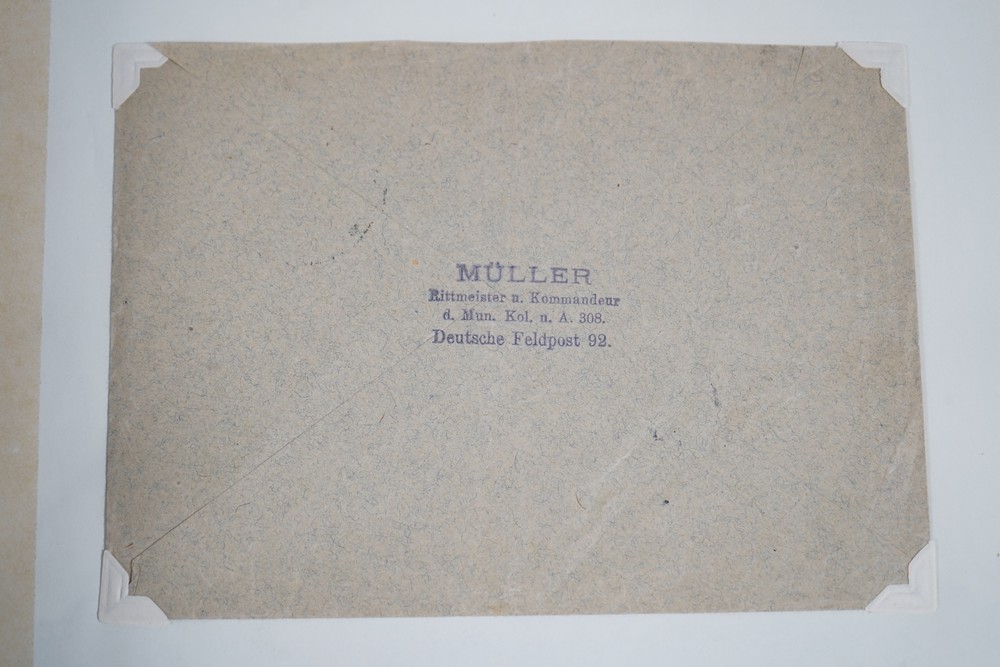 MÜLLER
Rittmeister u. Kommandeur
d. Mun. Kol. n. A. 308.
Deutsche Feldpost 92.